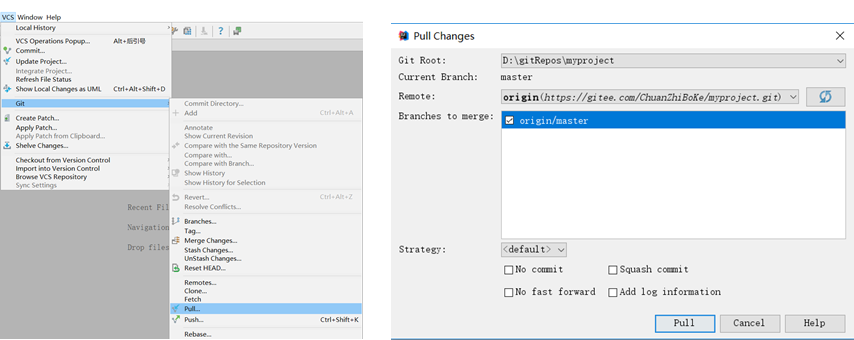 VCS Window Help
Local History
VCS Operations Popup... Alt+后引号
Commit...
Update Project...
Integrate Project...
Refresh File Status
Show Local Changes as UML Ctrl+Alt+Shift+D
Git
Create Patch...
Apply Patch...
Apply Patch from Clipboard...
Shelve Changes...
Checkout from Version Control
Import into Version Control
Browse VCS Repository
Sync Settings
Recent Fil
Navigation
Drop files
Commit Directory...
Add Ctrl+Alt+A
Annotate
Show Current Revision
Compare with the Same Repository Version
Compare with...
Compare with Branch...
Show History
Show History for Selection
Revert... Ctrl+Alt+Z
Resolve Conflicts...
Branches...
Tag...
Merge Changes...
Stash Changes...
UnStash Changes...
Reset HEAD...
Remotes...
Clone...
Fetch
Pull...
Push... Ctrl+Shift+K
Rebase...
Pull Changes
Git Root: D:\gitRepos\myproject
Current Branch: master
Remote: origin(https://gitee.com/ChuanZhiBoKe/myproject.git)
Branches to merge: origin/master
Strategy: <default>
No commit Squash commit
No fast forward Add log information
Pull Cancel Help